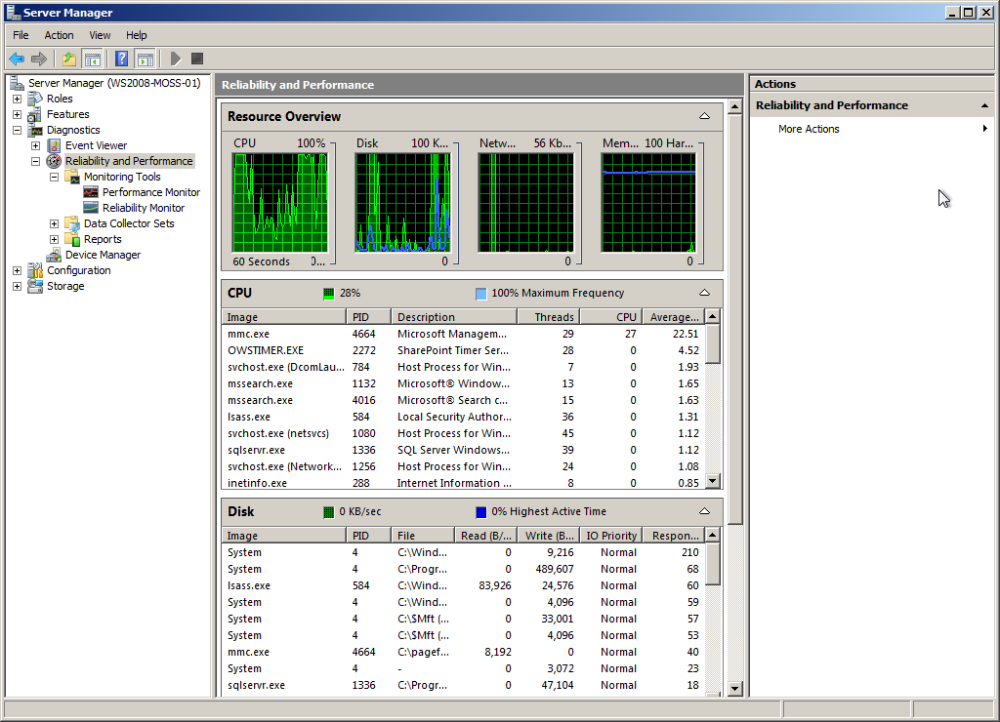 Server Manager
File Action View Help
Server Manager (WS2008-MOSS-01)
Roles
Features
Diagnostics
Event Viewer
Reliability and Performance
Monitoring Tools
Performance Monitor
Reliability Monitor
Data Collector Sets
Reports
Device Manager
Configuration
Storage
Reliability and Performance
Resource Overview
CPU 100% Disk 100 K... Netw... 56 Kb... Mem... 100 Har...
60 Seconds 0... 0 0 0
CPU 28% 100% Maximum Frequency
Image PID Description Threads CPU Average...
mmc.exe 4664 Microsoft Managem... 29 27 22.51
OWSTIMER.EXE 2272 SharePoint Timer Ser... 28 0 4.52
svchost.exe (DcomLau... 784 Host Process for Win... 7 0 1.93
mssearch.exe 1132 Microsoft® Window... 13 0 1.65
mssearch.exe 4016 Microsoft® Search c... 15 0 1.63
lsass.exe 584 Local Security Author... 36 0 1.31
svchost.exe (netsvcs) 1080 Host Process for Win... 45 0 1.12
sqlservr.exe 1336 SQL Server Windows... 39 0 1.12
svchost.exe (Network... 1256 Host Process for Win... 24 0 1.08
inetinfo.exe 288 Internet Information ... 8 0 0.85
Disk 0 KB/sec 0% Highest Active Time
Image PID File Read (B/... Write (B... IO Priority Respon...
System 4 C:\Wind... 0 9,216 Normal 210
System 4 C:\Progr... 0 489,607 Normal 68
lsass.exe 584 C:\Wind... 83,926 24,576 Normal 60
System 4 C:\Wind... 0 4,096 Normal 59
System 4 C:\$Mft (... 0 33,001 Normal 57
System 4 C:\$Mft (... 0 4,096 Normal 53
mmc.exe 4664 C:\pagef... 8,192 0 Normal 40
System 4 - 0 3,072 Normal 23
sqlservr.exe 1336 C:\Progr... 0 47,104 Normal 18
Actions
Reliability and Performance
More Actions